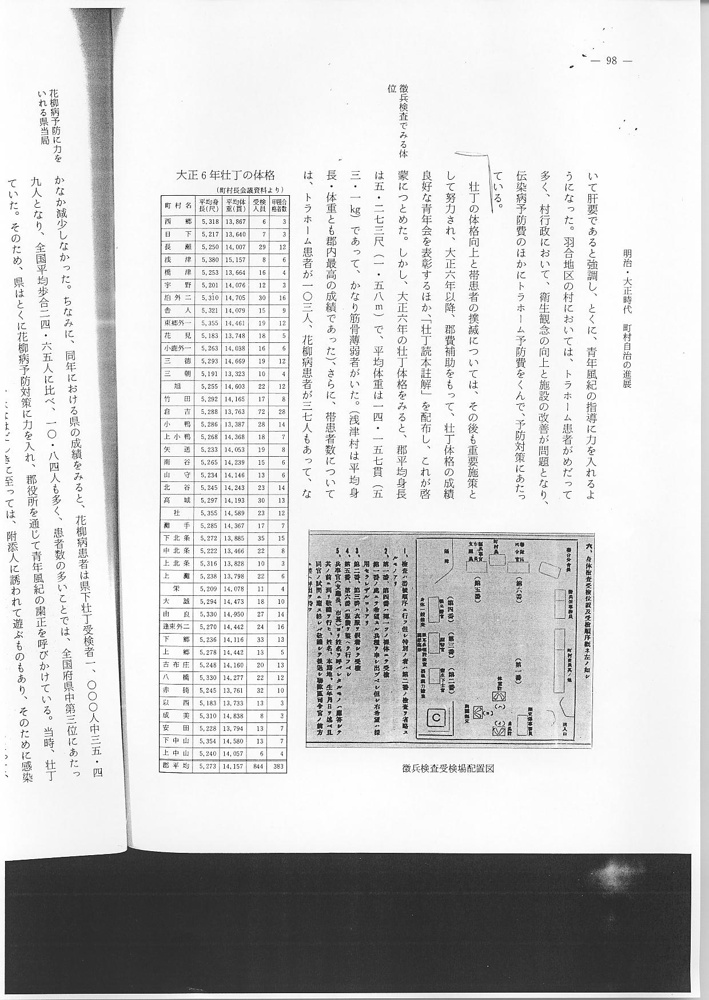 ― 98 ―
明治・大正時代　町村自治の進展
いて肝要であると強調し、とくに、青年風紀の指導に力を入れるよ
うになった。羽合地区の村においては、トラホーム患者がめだって
多く、村行政において、衛生観念の向上と施設の改善が問題となり、
伝染病予防費のほかにトラホーム予防費をくんで、予防対策にあたっ
ている。
徴兵検査でみる体
位
壮丁の体格向上と帯患者の撲滅については、その後も重要施策と
して努力され、大正六年以降、郡費補助をもって、壮丁体格の成績
良好な青年会を表彰するほか、「壮丁読本註解」を配布し、これが啓
蒙につとめた。しかし、大正六年の壮丁体格をみると、郡平均身長
は五・二七三尺（一・五八ｍ）で、平均体重は一四・一五七貫（五
三・一kg）であって、かなり筋骨薄弱者がいた。（浅津村は平均身
長・体重とも郡内最高の成績であった）、さらに、帯患者数について
は、トラホーム患者が一〇三人、花柳病患者が三七人もあって、な
六、身体検査受検位置及受検順序概ネ左ノ如シ
聯合分会長
徴兵署事務員
町村吏員其ノ他
出入口
町村長
(第六番)
(第五番)
(第一番)
体重計
(ハ)
(ロ)
(イ)
身長計
(第四番)
(第三番)
(第二番)
C
1、検査ハ番號順序ニ行フ但シ特別ノ者ハ第二番ノ検査ヲ省略ス
ルモノアリ
2、第一番、第四番ハ褌一ツノ裸体ニテ受検
第一番ノ處ニテ希望スル兵種ヲ申シ出ヅベシ但シ右希望ハ採
用セラレザルコトアリ
3、第二番、第三番ハ衣服ヲ假着シテ受検
4、第五番、第六番ハ服装ヲ整ヘテ行フベシ
5、兵事官(支廳長、市長)ヨリ姓名ヲ呼バレタルモノハ應答シテ
其ノ前ニ到リ敬禮ヲ行ヒ、姓名、本籍地、生年月日ヲ述べ且
同官ノ試問ニ應ズ終レバ敬禮シテ後退シ聯隊區司令官ノ前方
徴兵検査受検場配置図
大正６年壮丁の体格
（町村長会議資料より）
町村名 平均身長(尺) 平均体重(貫) 受検人員 甲種合格者数
西郷 5,318 13,867 6 3
日下 5,217 13,640 7 3
長瀬 5,250 14,007 29 12
浅津 5,380 15,157 8 6
橋津 5,253 13,664 16 4
宇野 5,201 14,076 12 3
泊外二 5,310 14,705 30 16
舎人 5,321 14,079 15 9
東郷外一 5,355 14,461 19 12
花見 5,183 13,748 18 5
小鹿外一 5,263 14,038 16 6
三徳 5,293 14,669 19 12
三朝 5,191 13,323 10 4
旭 5,255 14,603 22 12
竹田 5,292 14,165 17 8
倉吉 5,288 13,763 72 28
小鴨 5,286 13,387 28 14
上小鴨 5,268 14,368 18 7
矢送 5,233 14,053 19 8
南谷 5,265 14,239 15 6
山守 5,234 14,146 13 6
北谷 5,245 14,243 23 14
高城 5,297 14,193 30 13
社 5,355 14,589 23 12
灘手 5,285 14,367 17 7
下北条 5,272 13,885 35 15
中北条 5,222 13,466 22 8
上北条 5,316 13,828 10 3
上灘 5,238 13,798 22 6
栄 5,209 14,078 11 4
大誠 5,294 14,473 18 10
由良 5,330 14,950 27 14
逢東外二 5,270 14,442 24 16
下郷 5,236 14,116 33 13
上郷 5,278 14,442 13 5
古布庄 5,248 14,160 20 13
八橋 5,330 14,277 22 12
赤碕 5,245 13,761 32 10
以西 5,183 13,733 13 3
成美 5,310 14,838 8 3
安田 5,228 13,794 13 7
下中山 5,354 14,580 13 7
上中山 5,240 14,057 6 4
郡平均 5,273 14,157 844 383
花柳病予防に力を
いれる県当局
かなか減少しなかった。ちなみに、同年における県の成績をみると、花柳病患者は県下壮丁受検者一、〇〇〇人中三五・四
九人となり、全国平均歩合二四・六五人に比べ、一〇・八四人も多く、患者数の多いことでは、全国府県中第三位にあたっ
ていた。そのため、県はとくに花柳病予防対策に力を入れ、郡役所を通じて青年風紀の粛正を呼びかけている。当時、壮丁
に至っては、附添人に誘われて遊ぶものもあり、そのために感染